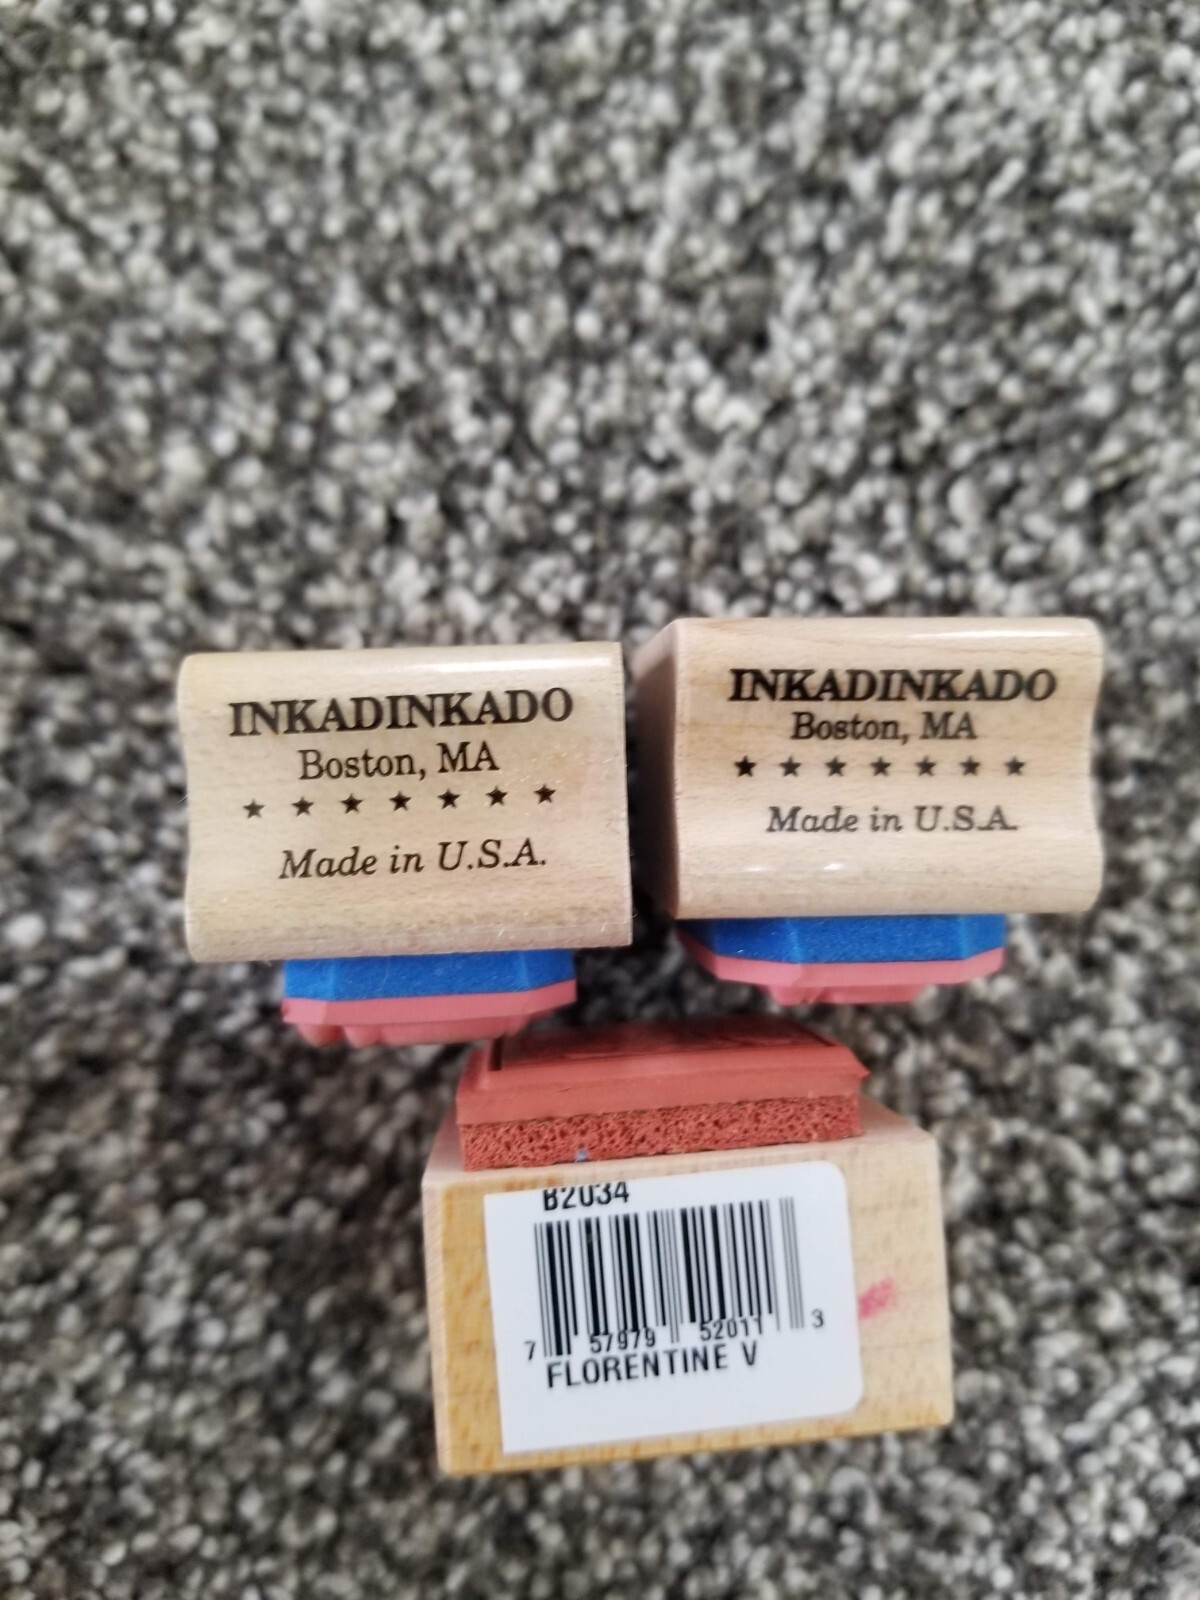 INKADINKADO
Boston, MA
★ ★ ★ ★ ★ ★ ★
Made in U.S.A.
INKADINKADO
Boston, MA
★ ★ ★ ★ ★ ★ ★
Made in U.S.A.
B2034
7 57979 52011 3
FLORENTINE V